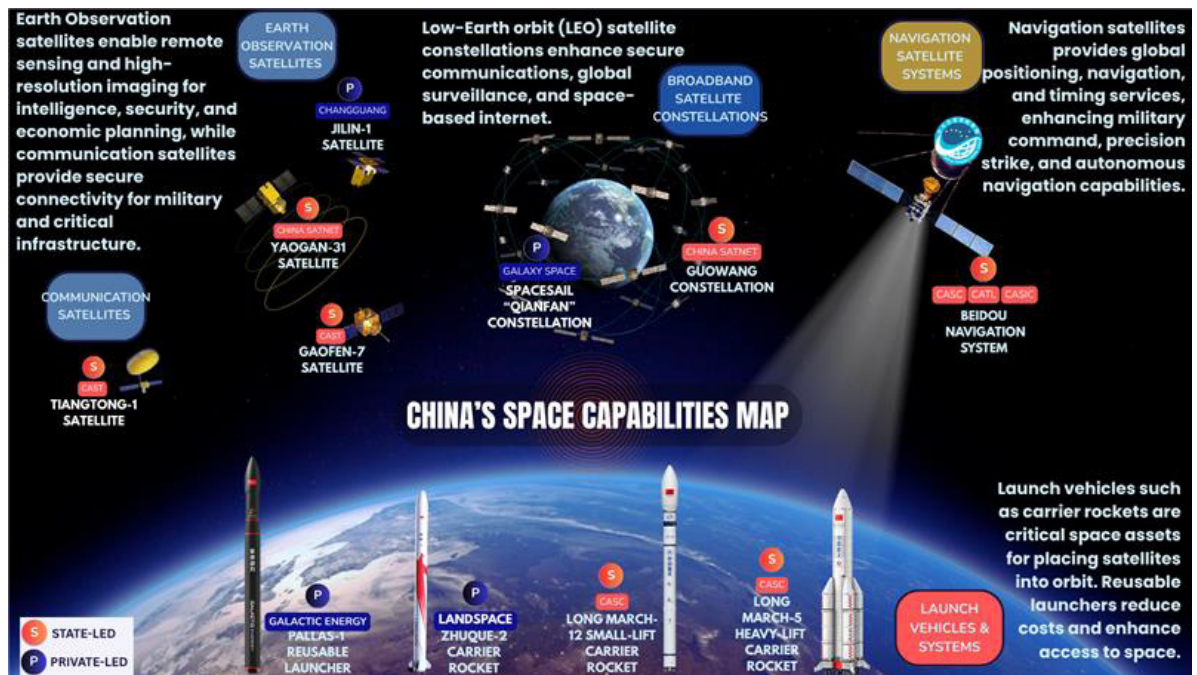 Earth Observation
satellites enable remote
sensing and high-
resolution imaging for
intelligence, security, and
economic planning, while
communication satellites
provide secure
connectivity for military
and critical
infrastructure.
EARTH
OBSERVATION
SATELLITES
P
CHANGGUANG
JILIN-1
SATELLITE
S
CHINA SATNET
YAOGAN-31
SATELLITE
S
CAST
GAOFEN-7
SATELLITE
COMMUNICATION
SATELLITES
S
CAST
TIANGTONG-1
SATELLITE
Low-Earth orbit (LEO) satellite
constellations enhance secure
communications, global
surveillance, and space-
based internet.
BROADBAND
SATELLITE
CONSTELLATIONS
P
GALAXY SPACE
SPACESAIL
“QIANFAN”
CONSTELLATION
S
CHINA SATNET
GUOWANG
CONSTELLATION
NAVIGATION
SATELLITE
SYSTEMS
Navigation satellites
provides global
positioning, navigation,
and timing services,
enhancing military
command, precision
strike, and autonomous
navigation capabilities.
S
CASC CATL CASIC
BEIDOU
NAVIGATION
SYSTEM
CHINA'S SPACE CAPABILITIES MAP
P
GALACTIC ENERGY
PALLAS-1
REUSABLE
LAUNCHER
P
LANDSPACE
ZHUQUE-2
CARRIER
ROCKET
S
CASC
LONG MARCH-
12 SMALL-LIFT
CARRIER
ROCKET
S
CASC
LONG
MARCH-5
HEAVY-LIFT
CARRIER
ROCKET
LAUNCH
VEHICLES &
SYSTEMS
Launch vehicles such
as carrier rockets are
critical space assets
for placing satellites
into orbit. Reusable
launchers reduce
costs and enhance
access to space.
S STATE-LED
P PRIVATE-LED